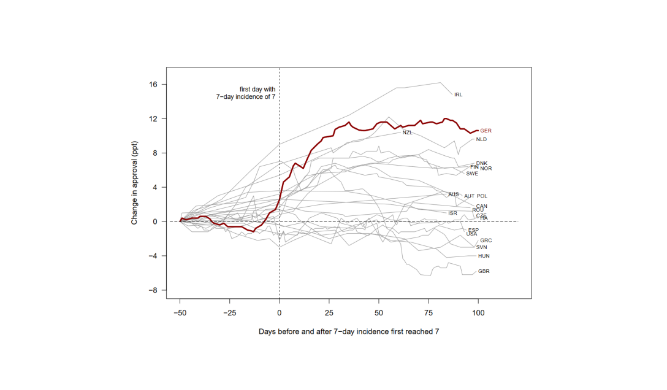 first day with
7−day incidence of 7
16
12
8
4
0
−4
−8
Change in approval (ppt)
IRL
GER
NZL
NLD
DNK
FIN
NOR
SWE
AUS
AUT
POL
CAN
ISR
ESP
USA
GRC
SVN
HUN
GBR
−50
−25
0
25
50
75
100
Days before and after 7−day incidence first reached 7